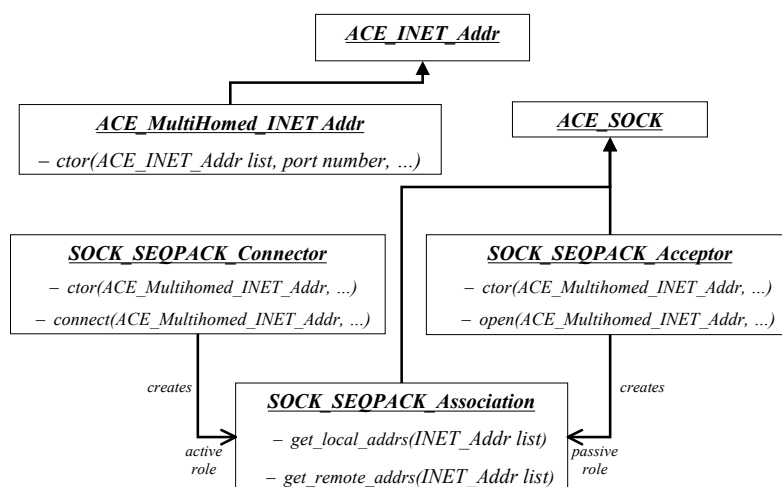 ACE_INET_Addr
ACE_MultiHomed_INET Addr
– ctor(ACE_INET_Addr list, port number, ...)
ACE_SOCK
SOCK_SEQPACK_Connector
– ctor(ACE_Multihomed_INET_Addr, ...)
– connect(ACE_Multihomed_INET_Addr, ...)
SOCK_SEQPACK_Acceptor
– ctor(ACE_Multihomed_INET_Addr, ...)
– open(ACE_Multihomed_INET_Addr, ...)
creates
creates
SOCK_SEQPACK_Association
– get_local_addrs(INET_Addr list)
– get_remote_addrs(INET_Addr list)
active
role
passive
role